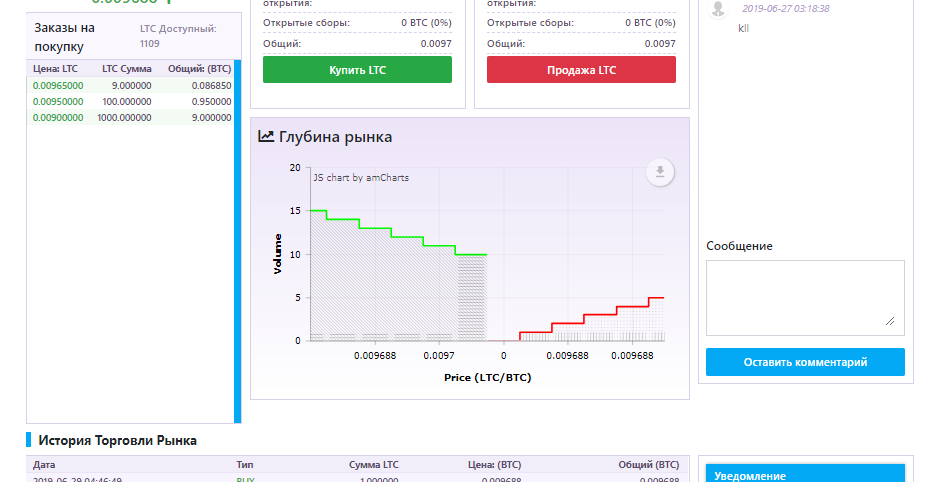 Заказы на
покупку
LTC Доступный:
1109
Цена: LTC LTC Сумма Общий: (BTC)
0.00965000 9.000000 0.086850
0.00950000 100.000000 0.950000
0.00900000 1000.000000 9.000000
открытия:
Открытые сборы: 0 BTC (0%)
Общий: 0.0097
Купить LTC
открытия:
Открытые сборы: 0 BTC (0%)
Общий: 0.0097
Продажа LTC
Глубина рынка
JS chart by amCharts
20
15
10
5
0
Volume
0.009688 0.0097 0 0.009688 0.009688
Price (LTC/BTC)
2019-06-27 03:18:38
kll
Сообщение
Оставить комментарий
История Торговли Рынка
Дата Тип Сумма LTC Цена: (BTC) Общий (BTC)
2019-06-29 04:46:49 BUY 1.000000 0.009688 0.009688
Уведомление